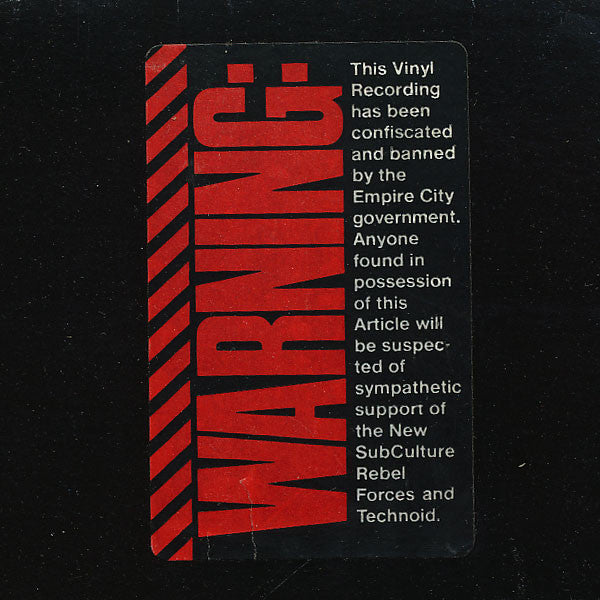 WARNING:
This Vinyl
Recording
has been
confiscated
and banned
by the
Empire City
government.
Anyone
found in
possession
of this
Article will
be suspec-
ted of
sympathetic
support of
the New
SubCulture
Rebel
Forces and
Technoid.